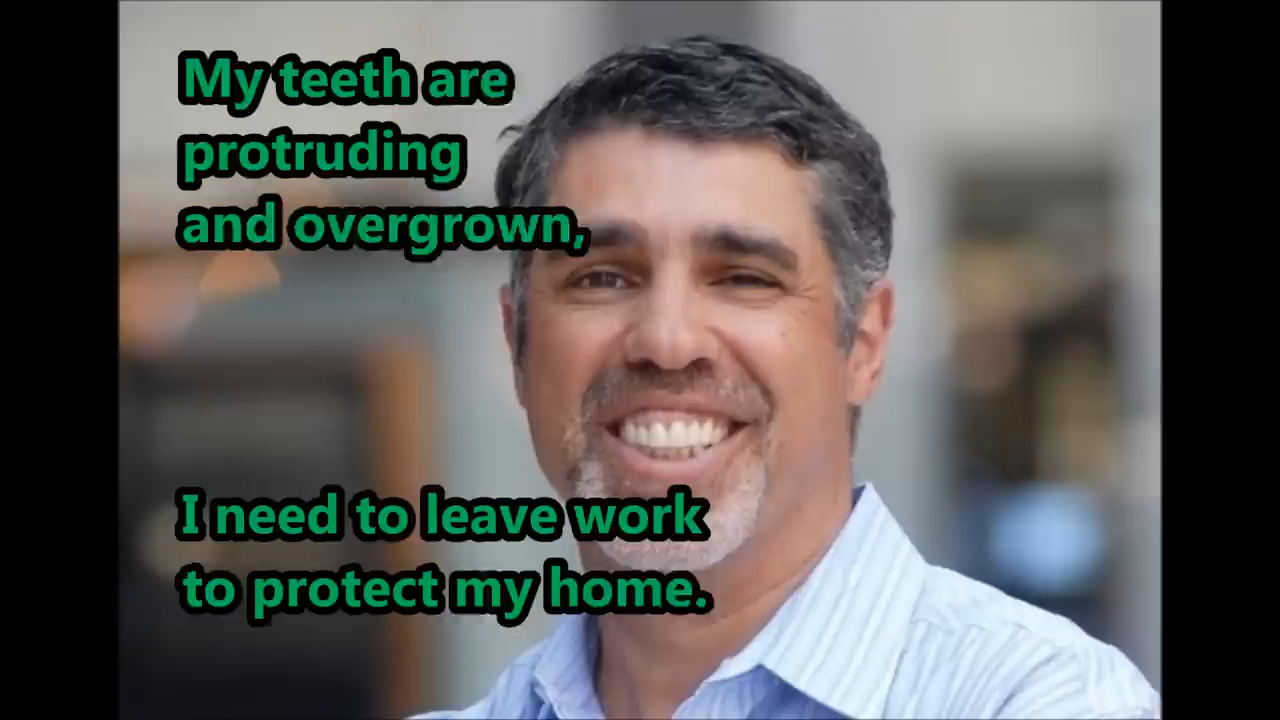 My teeth are
protruding
and overgrown,
I need to leave work
to protect my home.